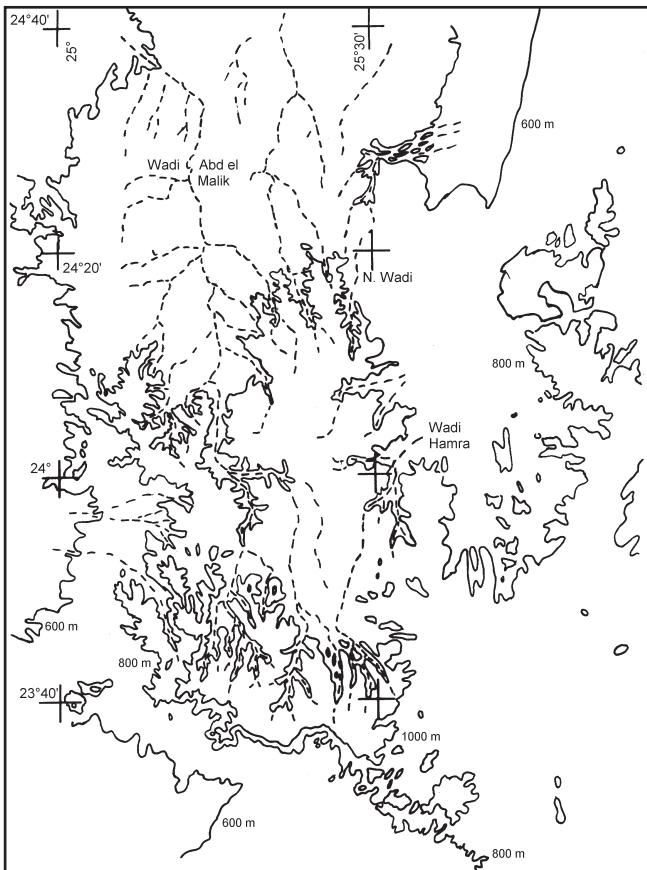 24°40'
25°
25°30'
600 m
Wadi Abd el
Malik
24°20'
N. Wadi
800 m
Wadi
Hamra
24°
600 m
800 m
23°40'
1000 m
600 m
800 m